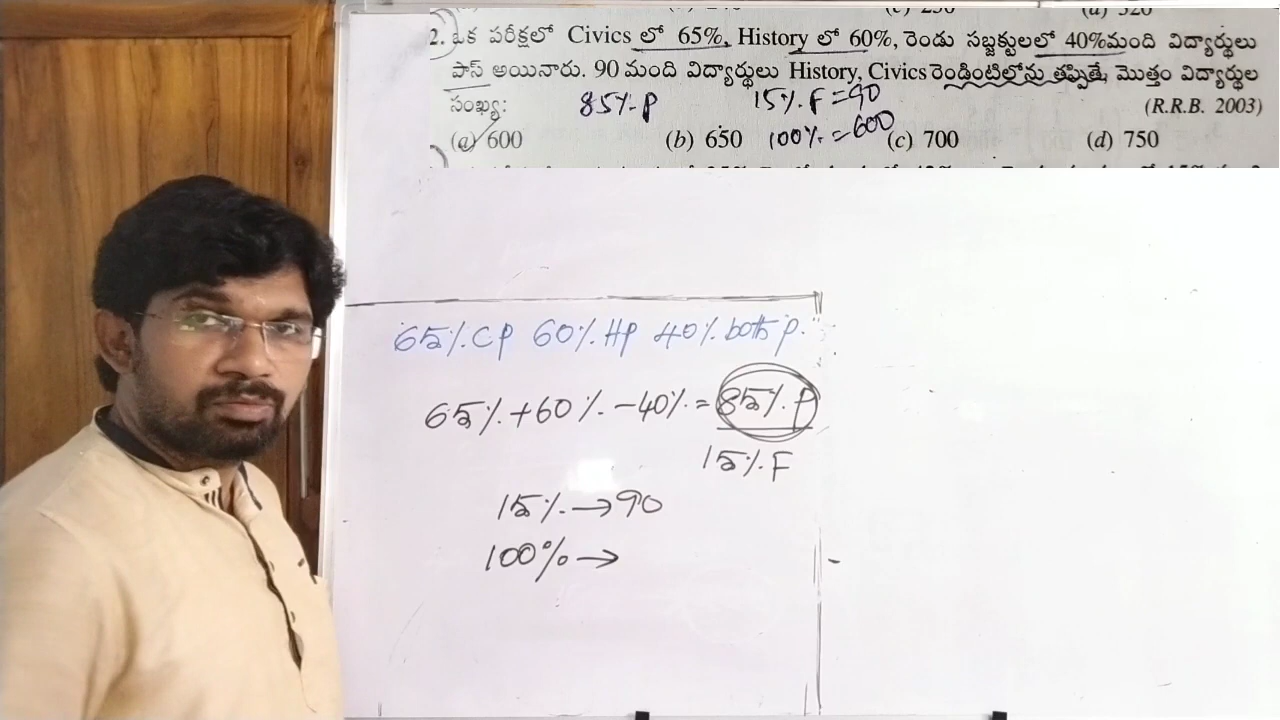 2. ఒక పరీక్షలో Civics లో 65%, History లో 60%, రెండు సబ్జక్టులలో 40%మంది విద్యార్థులు
పాస్ అయినారు. 90 మంది విద్యార్థులు History, Civics రెండింటిల్లోను తప్పితే, మొత్తం విద్యార్థుల
సంఖ్య: 85% P 15% F = 90 (R.R.B. 2003)
(a) 600 (b) 650 100% = 600 (c) 700 (d) 750
65% CP 60% HP 40% both P.
65% + 60% - 40% = 85% P
15% F
15% → 90
100% →